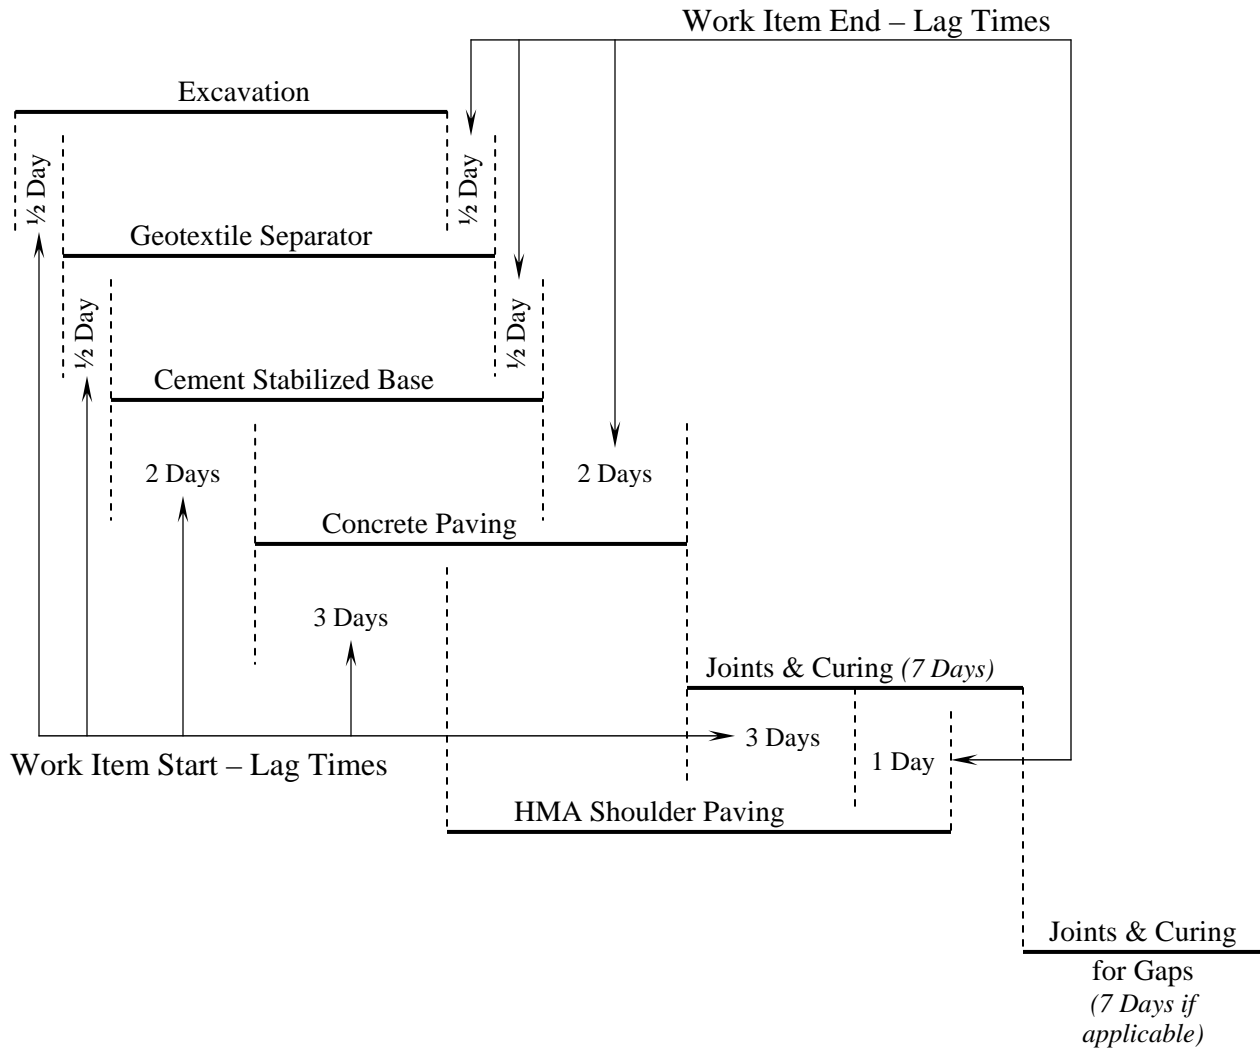 Work Item End – Lag Times
Excavation
½ Day
½ Day
Geotextile Separator
½ Day
½ Day
Cement Stabilized Base
2 Days
2 Days
Concrete Paving
3 Days
Joints & Curing (7 Days)
3 Days
Work Item Start – Lag Times
1 Day
HMA Shoulder Paving
Joints & Curing
for Gaps
(7 Days if
applicable)